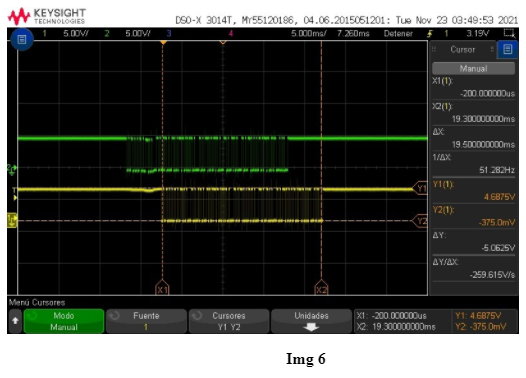 KEYSIGHT
TECHNOLOGIES
DSO-X 3014T, MY55120186, 04.06.2015051201: Tue Nov 23 03:49:53 2021
1 5.00V/ 2 5.00V/ 3 4 5.000ms/ 7.260ms Detener 1 3.19V
Cursor
Manual
X1(1):
-200.000000us
X2(1):
19.300000000ms
ΔX:
19.500000000ms
1/ΔX:
51.282Hz
Y1(1):
4.6875V
Y2(1):
-375.0mV
ΔY:
-5.0625V
ΔY/ΔX:
-259.615V/s
Y1
Y2
X1
X2
Menú Cursores
Modo
Manual
Fuente
1
Cursores
Y1 Y2
Unidades
X1: -200.000000us
X2: 19.300000000ms
Y1: 4.6875V
Y2: -375.0mV
Img 6